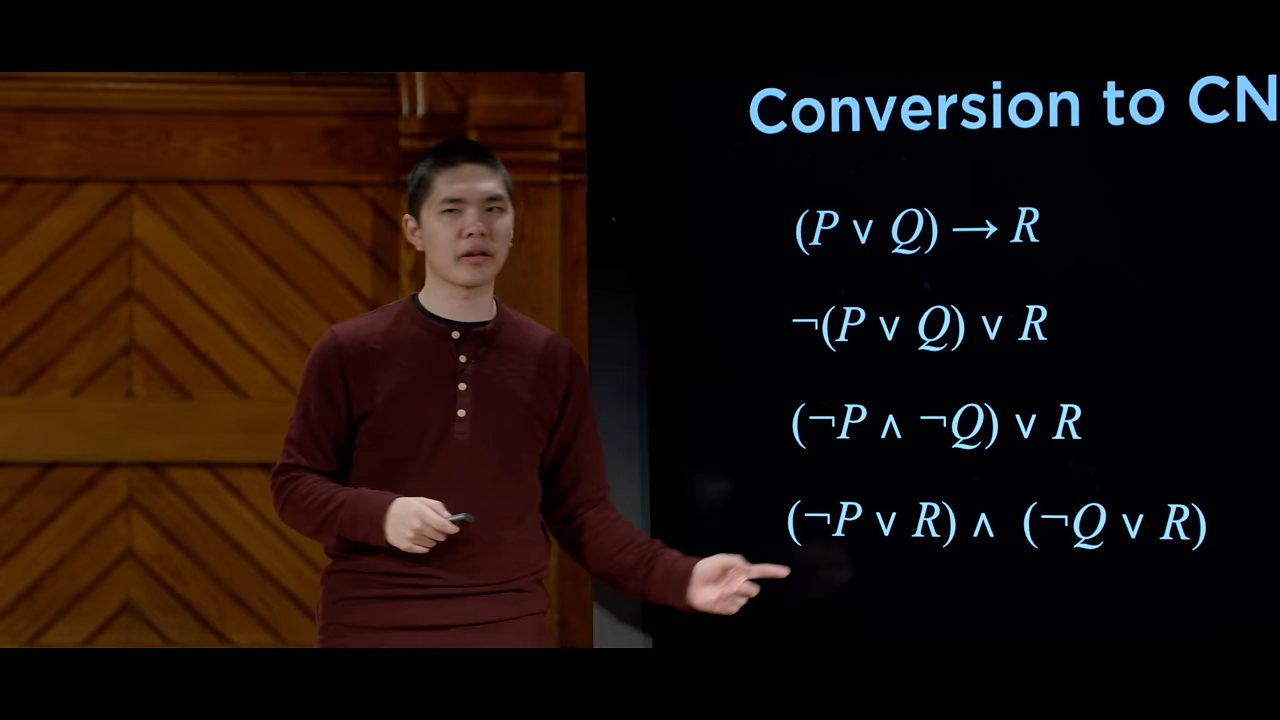 Conversion to CN
(P ∨ Q) → R
¬(P ∨ Q) ∨ R
(¬P ∧ ¬Q) ∨ R
(¬P ∨ R) ∧ (¬Q ∨ R)